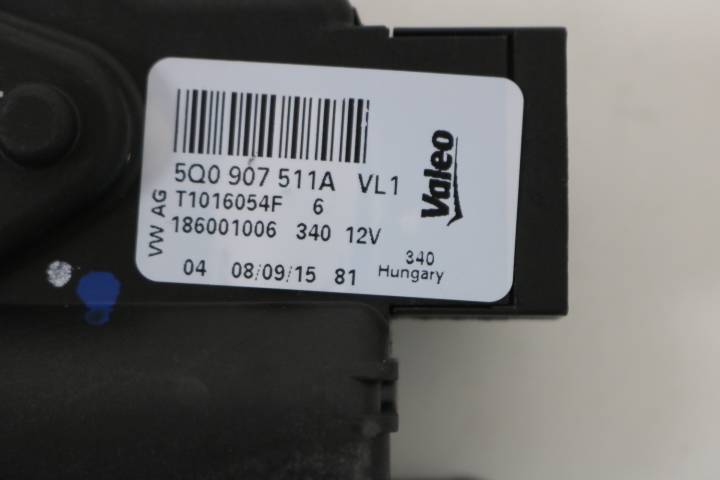 5Q0 907 511A VL1
T1016054F 6
186001006 340 12V
04 08/09/15 81
VW AG
Valeo
340
Hungary